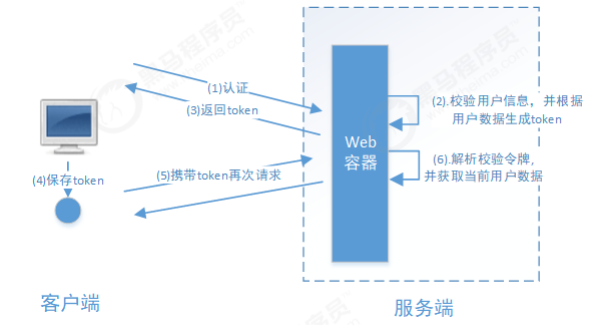 (1)认证
(3)返回token
(2).校验用户信息，并根
据
用户数据生成token
Web
容器
(6).解析校验令牌,
并获取当前用户数据
(4)保存token
(5)携带token再次请求
客户端
服务端
黑马程序员